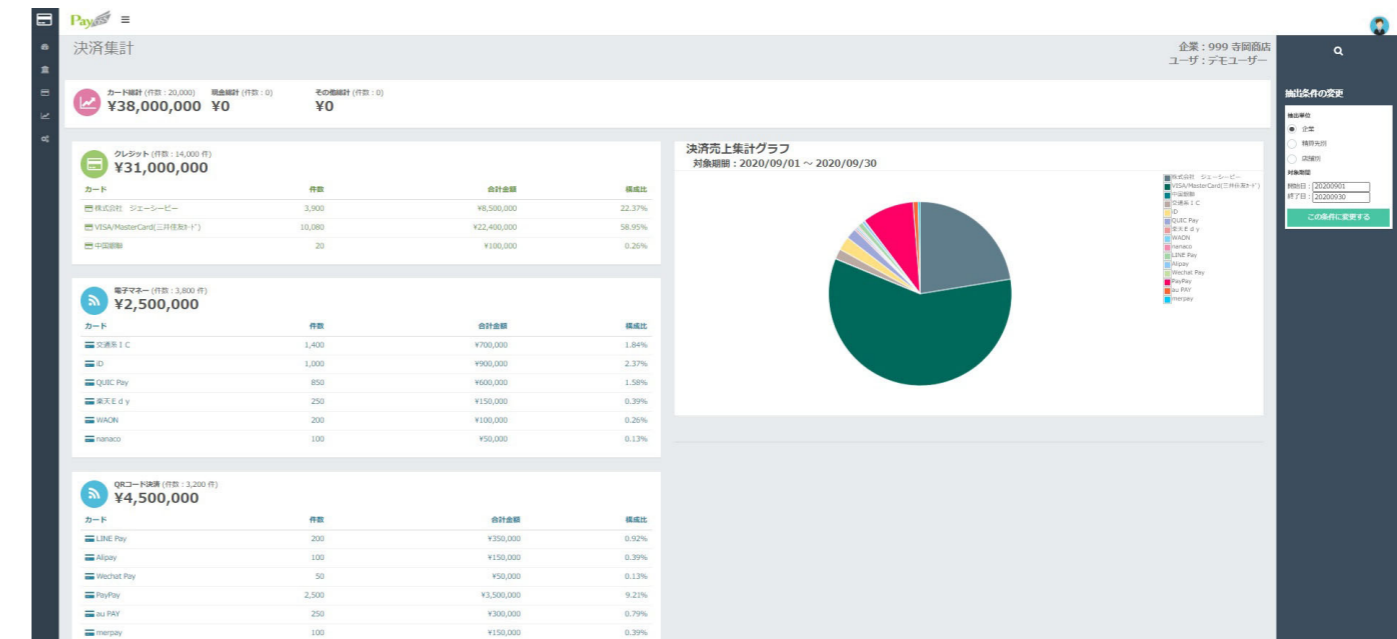 Pay
決済集計
企業 : 999 寺岡商店
ユーザ : デモユーザー
カード総計 (件数 : 20,000) 現金総計 (件数 : 0) その他総計 (件数 : 0)
¥38,000,000 ¥0 ¥0
クレジット (件数 : 14,000 件)
¥31,000,000
カード 件数 合計金額 構成比
株式会社 ジェーシービー 3,900 ¥8,500,000 22.37%
VISA/MasterCard(三井住友ｶｰﾄﾞ) 10,080 ¥22,400,000 58.95%
中国銀聯 20 ¥100,000 0.26%
電子マネー (件数 : 3,800 件)
¥2,500,000
カード 件数 合計金額 構成比
交通系ＩＣ 1,400 ¥700,000 1.84%
iD 1,000 ¥900,000 2.37%
QUIC Pay 850 ¥600,000 1.58%
楽天Ｅｄｙ 250 ¥150,000 0.39%
WAON 200 ¥100,000 0.26%
nanaco 100 ¥50,000 0.13%
QRコード決済 (件数 : 3,200 件)
¥4,500,000
カード 件数 合計金額 構成比
LINE Pay 200 ¥350,000 0.92%
Alipay 100 ¥150,000 0.39%
Wechat Pay 50 ¥50,000 0.13%
PayPay 2,500 ¥3,500,000 9.21%
au PAY 250 ¥300,000 0.79%
merpay 100 ¥150,000 0.39%
決済売上集計グラフ
対象期間 : 2020/09/01 ～ 2020/09/30
株式会社 ジェーシービー
VISA/MasterCard(三井住友ｶｰﾄﾞ)
中国銀聯
交通系ＩＣ
iD
QUIC Pay
楽天Ｅｄｙ
WAON
nanaco
LINE Pay
Alipay
Wechat Pay
PayPay
au PAY
merpay
抽出条件の変更
抽出単位
企業
精算先別
店舗別
対象期間
開始日 : 20200901
終了日 : 20200930
この条件に変更する